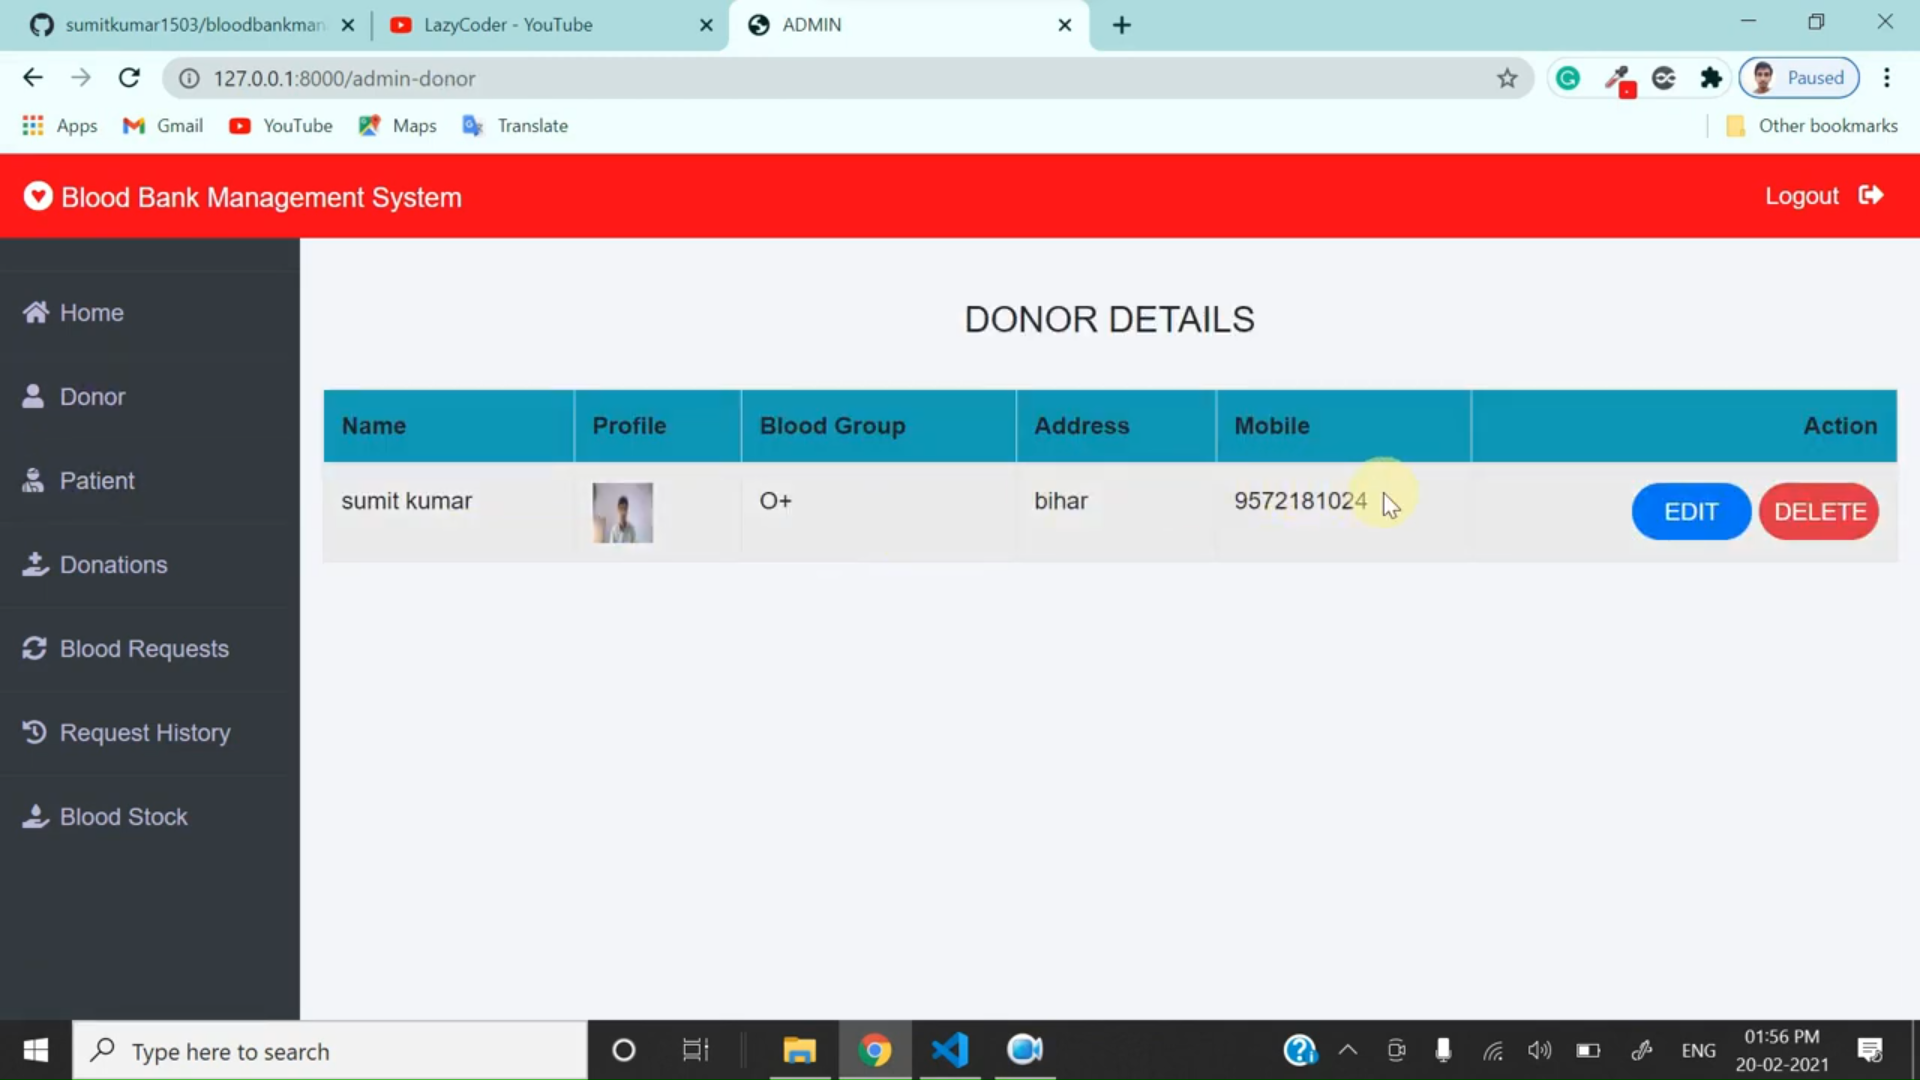 sumitkumar1503/bloodbankman
LazyCoder - YouTube
ADMIN
127.0.0.1:8000/admin-donor
Paused
Apps
Gmail
YouTube
Maps
Translate
Other bookmarks
Blood Bank Management System
Logout
Home
Donor
Patient
Donations
Blood Requests
Request History
Blood Stock
DONOR DETAILS
Name Profile Blood Group Address Mobile Action
sumit kumar O+ bihar 9572181024 EDIT DELETE
Type here to search
ENG
01:56 PM
20-02-2021